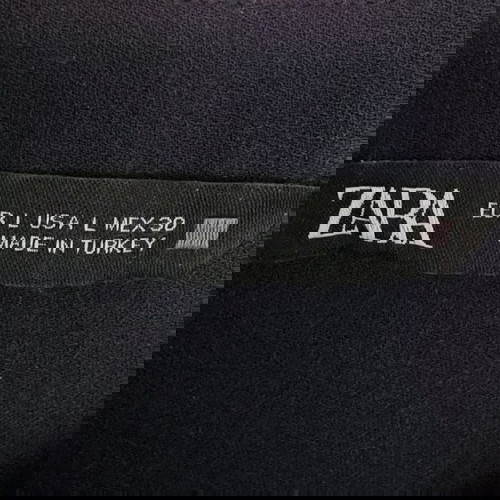 EUR L USA L MEX 30
MADE IN TURKEY
ZARA